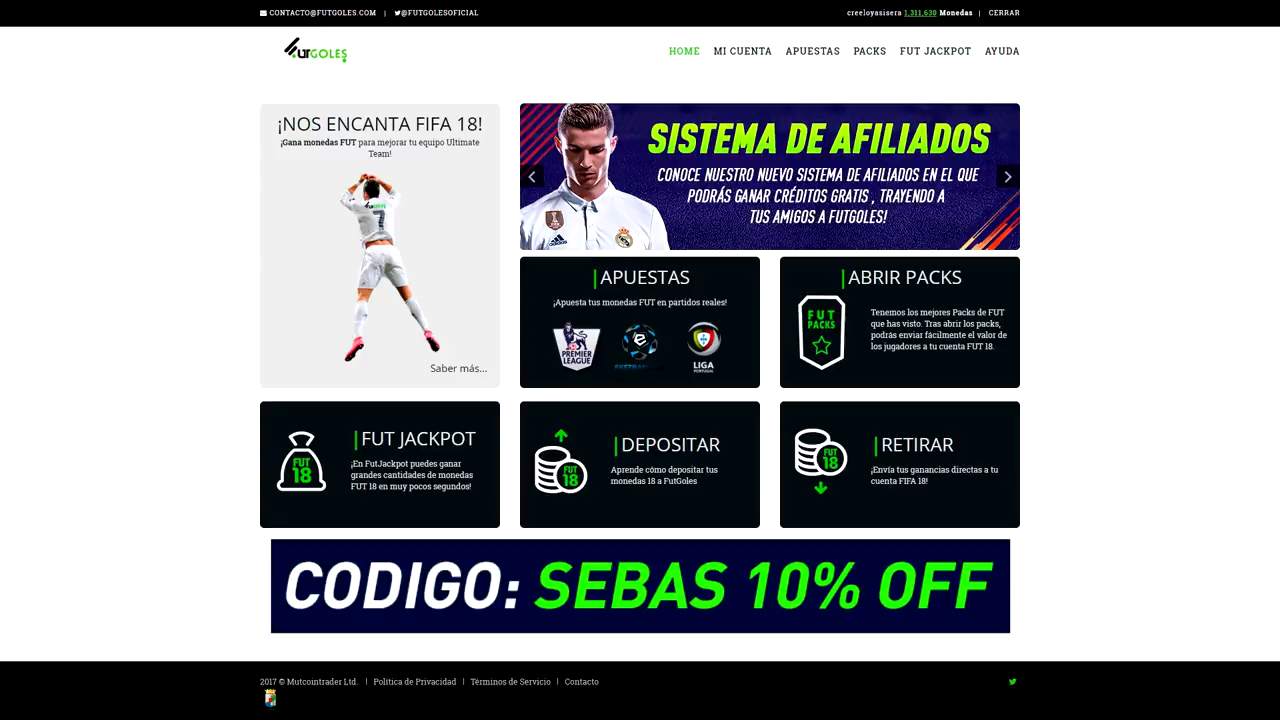 CONTACTO@FUTGOLES.COM | @FUTGOLESOFICIAL
creeloyasisera 1,311,630 Monedas | CERRAR
FUTGOLES
HOME MI CUENTA APUESTAS PACKS FUT JACKPOT AYUDA
¡NOS ENCANTA FIFA 18!
¡Gana monedas FUT para mejorar tu equipo Ultimate
Team!
7
Saber más...
SISTEMA DE AFILIADOS
CONOCE NUESTRO NUEVO SISTEMA DE AFILIADOS EN EL QUE
PODRÁS GANAR CRÉDITOS GRATIS , TRAYENDO A
TUS AMIGOS A FUTGOLES!
|APUESTAS
¡Apuesta tus monedas FUT en partidos reales!
PREMIER
LEAGUE
LIGA
PORTUGAL
|ABRIR PACKS
FUT
PACKS
Tenemos los mejores Packs de FUT
que has visto. Tras abrir los packs,
podrás enviar fácilmente el valor de
los jugadores a tu cuenta FUT 18.
FUT
18
|FUT JACKPOT
¡En FutJackpot puedes ganar
grandes cantidades de monedas
FUT 18 en muy pocos segundos!
FUT
18
|DEPOSITAR
Aprende cómo depositar tus
monedas 18 a FutGoles
FUT
18
|RETIRAR
¡Envía tus ganancias directas a tu
cuenta FIFA 18!
CODIGO: SEBAS 10% OFF
2017 © Mutcointrader Ltd. | Política de Privacidad | Términos de Servicio | Contacto